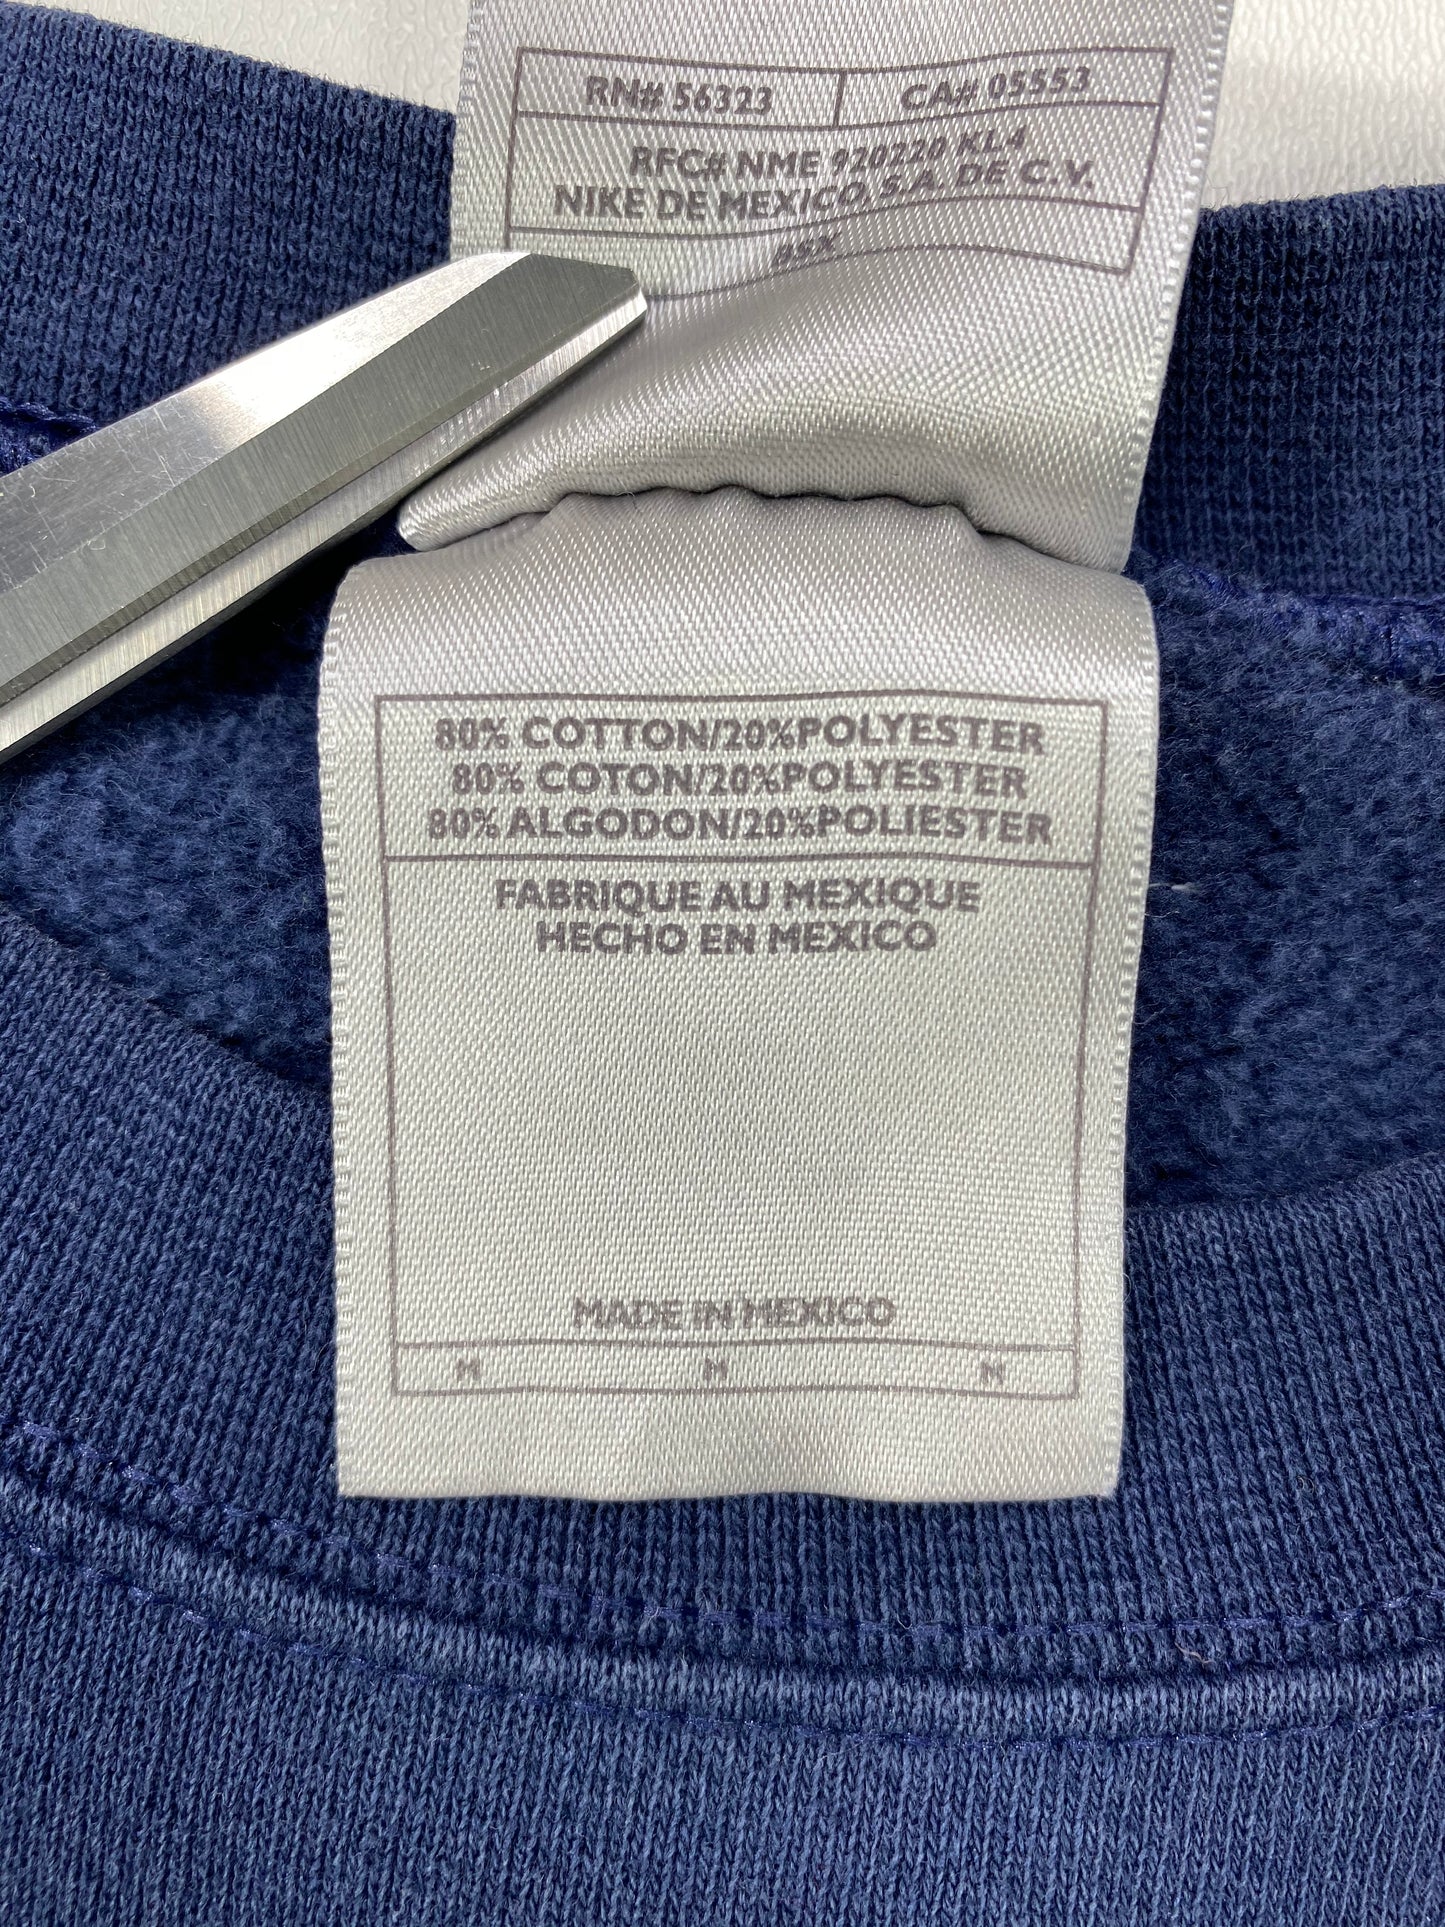 RN# 56323 CA# 05553
RFC# NME 920220 KL4
NIKE DE MEXICO, S.A. DE C.V.
80% COTTON/20%POLYESTER
80% COTON/20%POLYESTER
80% ALGODON/20%POLIESTER
FABRIQUE AU MEXIQUE
HECHO EN MEXICO
MADE IN MEXICO
M M M